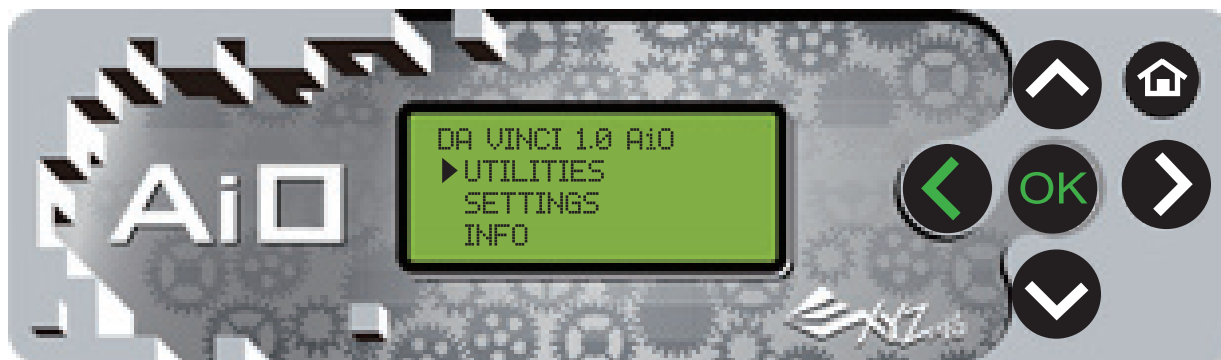 AiO
DA VINCI 1.0 AiO
UTILITIES
SETTINGS
INFO
OK
XYZ